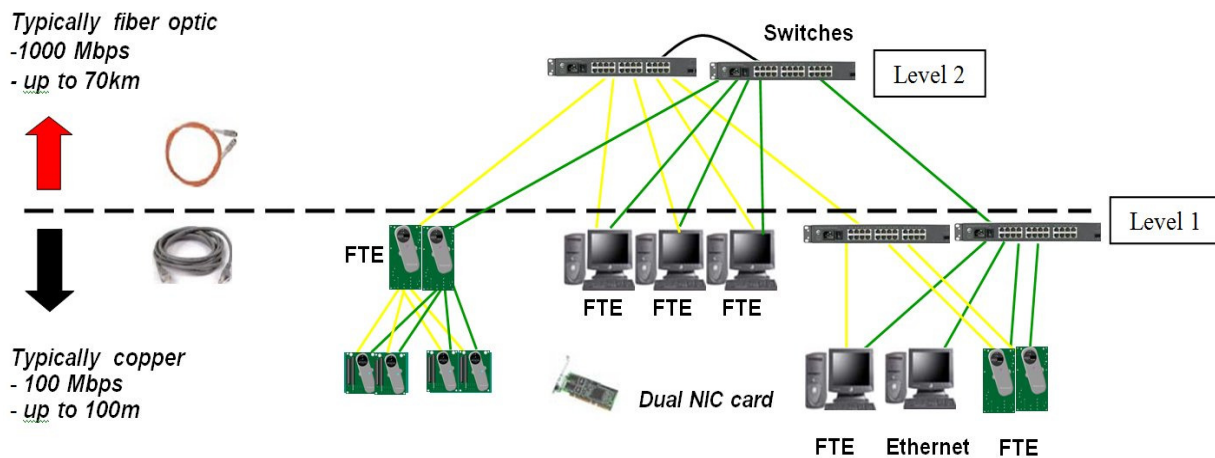 Typically fiber optic
-1000 Mbps
- up to 70km
Switches
Level 2
Level 1
FTE
FTE
FTE
FTE
Typically copper
- 100 Mbps
- up to 100m
Dual NIC card
FTE
Ethernet
FTE